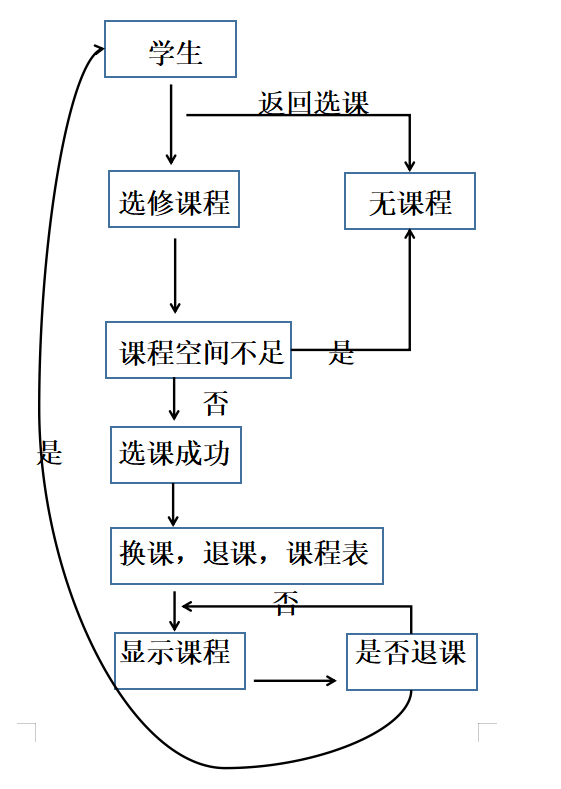 学生
返回选课
选修课程
无课程
课程空间不足
是
否
选课成功
是
换课，退课，课程表
否
显示课程
是否退课